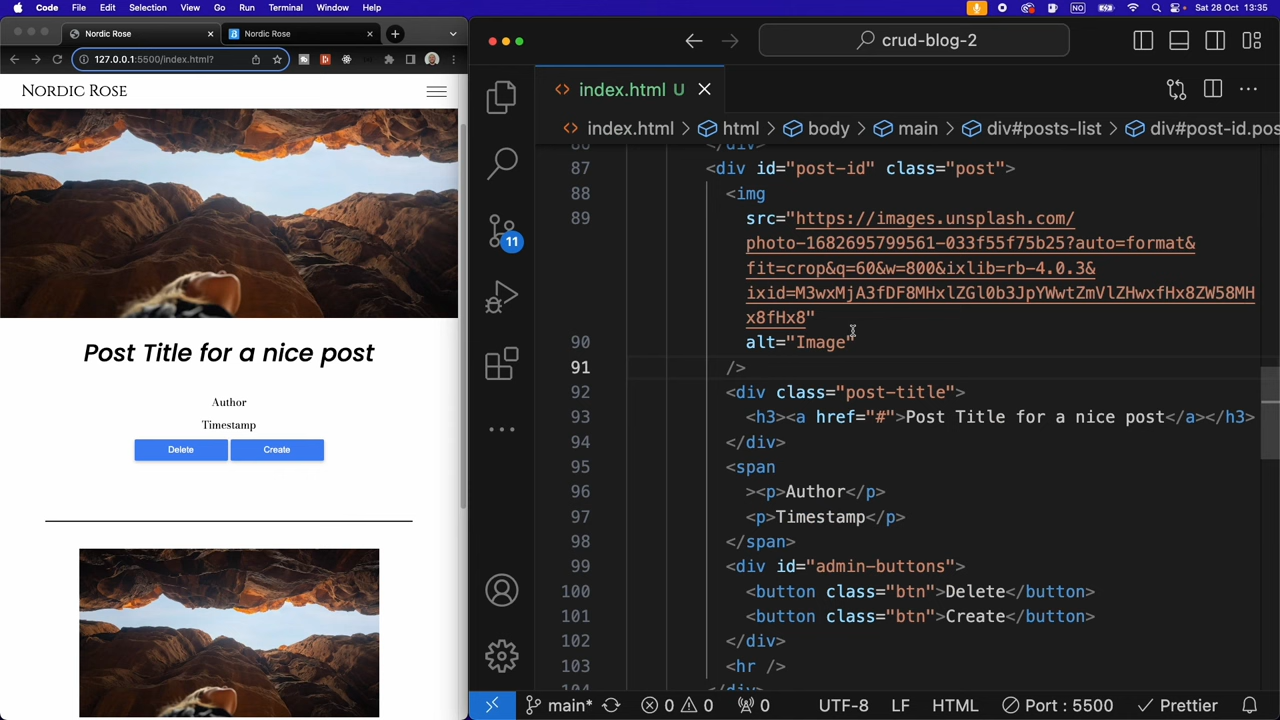 Code File Edit Selection View Go Run Terminal Window Help
NO Sat 28 Oct 13:35
Nordic Rose
Nordic Rose
127.0.0.1:5500/index.html?
NORDIC ROSE
Post Title for a nice post
Author
Timestamp
Delete Create
crud-blog-2
index.html U
index.html > html > body > main > div#posts-list > div#post-id.pos
11
86 </div>
87 <div id="post-id" class="post">
88 <img
89 src="https://images.unsplash.com/
photo-1682695799561-033f55f75b25?auto=format&
fit=crop&q=60&w=800&ixlib=rb-4.0.3&
ixid=M3wxMjA3fDF8MHxlZGl0b3JpYWwtZmVlZHwxfHx8ZW58MH
x8fHx8"
90 alt="Image"
91 />
92 <div class="post-title">
93 <h3><a href="#">Post Title for a nice post</a></h3>
94 </div>
95 <span
96 ><p>Author</p>
97 <p>Timestamp</p>
98 </span>
99 <div id="admin-buttons">
100 <button class="btn">Delete</button>
101 <button class="btn">Create</button>
102 </div>
103 <hr />
104 </div>
main* 0 0 0 UTF-8 LF HTML Port : 5500 Prettier